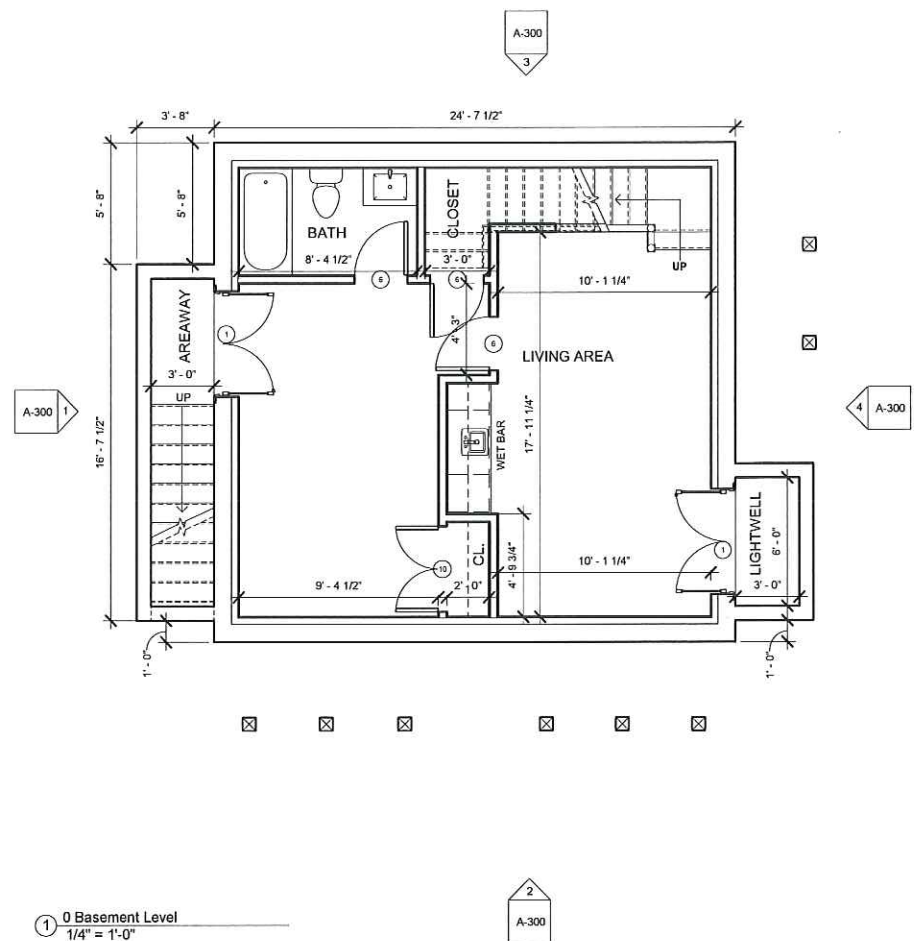 A-300
3
3' - 8"
24' - 7 1/2"
5' - 8"
5' - 8"
BATH
CLOSET
8' - 4 1/2"
3' - 0"
6
6
10' - 1 1/4"
UP
AREAWAY
1
4' - 3"
6
LIVING AREA
3' - 0"
UP
A-300
1
16' - 7 1/2"
WET BAR
17' - 11 1/4"
4
A-300
LIGHTWELL
6' - 0"
1
3' - 0"
CL.
10
4' - 9 3/4"
10' - 1 1/4"
9' - 4 1/2"
2' - 0"
1' - 0"
1' - 0"
2
A-300
1
0 Basement Level
1/4" = 1'-0"